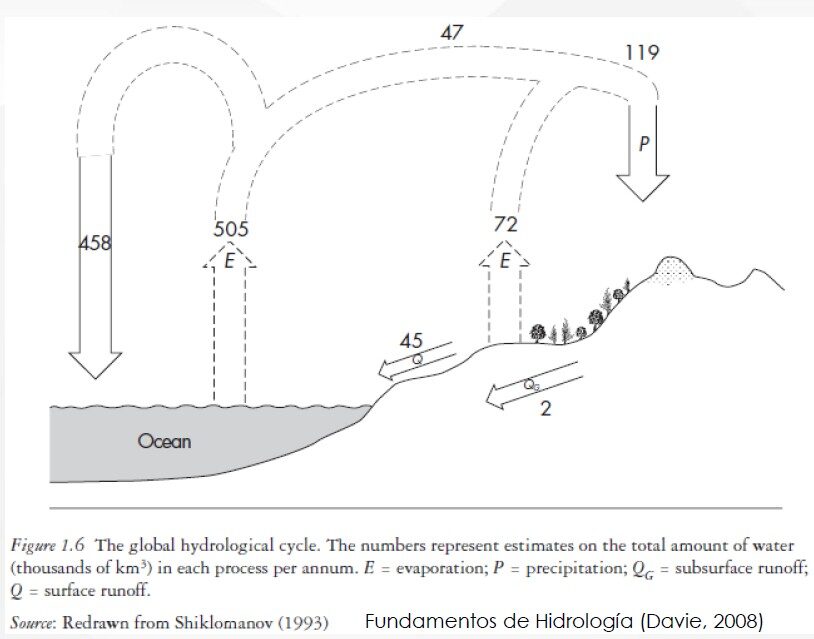 47
119
P
505
72
458
E
E
45
Q
Q_G
2
Ocean
Figure 1.6 The global hydrological cycle. The numbers represent estimates on the total amount of water
(thousands of km³) in each process per annum. E = evaporation; P = precipitation; Q_G = subsurface runoff;
Q = surface runoff.
Source: Redrawn from Shiklomanov (1993) Fundamentos de Hidrología (Davie, 2008)